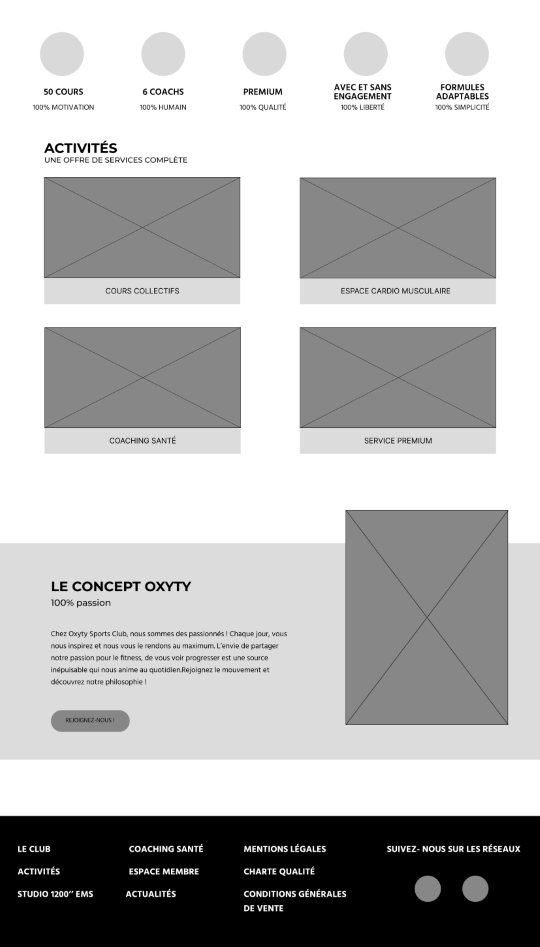 50 COURS
6 COACHS
PREMIUM
AVEC ET SANS
ENGAGEMENT
FORMULES
ADAPTABLES
100% MOTIVATION
100% HUMAIN
100% QUALITÉ
100% LIBERTÉ
100% SIMPLICITÉ
ACTIVITÉS
UNE OFFRE DE SERVICES COMPLÈTE
COURS COLLECTIFS
ESPACE CARDIO MUSCULAIRE
COACHING SANTÉ
SERVICE PREMIUM
LE CONCEPT OXYTY
100% passion
Chez Oxyty Sports Club, nous sommes des passionnés ! Chaque jour, vous
nous inspirez et nous vous le rendons au maximum. L'envie de partager
notre passion pour le fitness, de vous voir progresser est une source
inépuisable qui nous anime au quotidien.Rejoignez le mouvement et
découvrez notre philosophie !
REJOIGNEZ-NOUS !
LE CLUB
COACHING SANTÉ
MENTIONS LÉGALES
SUIVEZ- NOUS SUR LES RÉSEAUX
ACTIVITÉS
ESPACE MEMBRE
CHARTE QUALITÉ
STUDIO 1200'' EMS
ACTUALITÉS
CONDITIONS GÉNÉRALES
DE VENTE